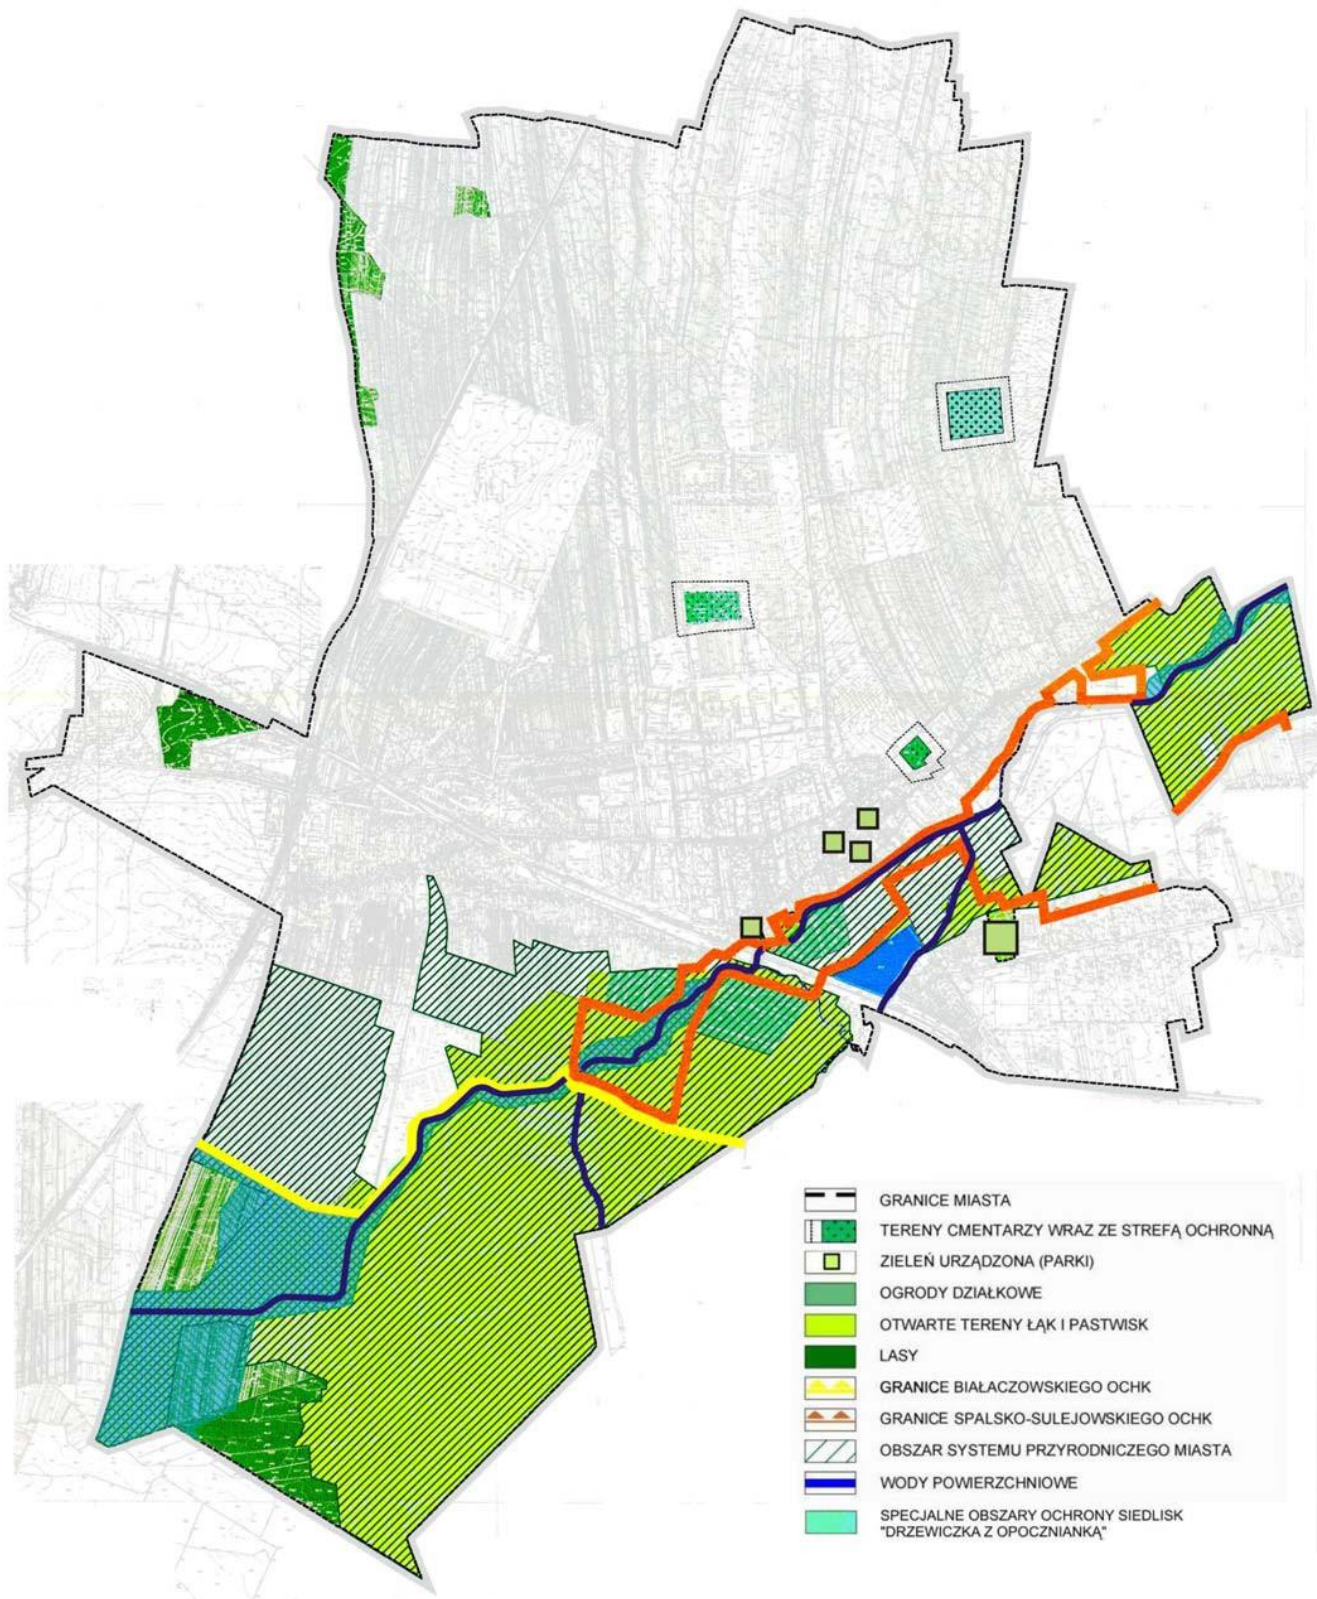 GRANICE MIASTA
TERENY CMENTARZY WRAZ ZE STREFĄ OCHRONNĄ
ZIELEŃ URZĄDZONA (PARKI)
OGRODY DZIAŁKOWE
OTWARTE TERENY ŁĄK I PASTWISK
LASY
GRANICE BIAŁACZOWSKIEGO OCHK
GRANICE SPALSKO-SULEJOWSKIEGO OCHK
OBSZAR SYSTEMU PRZYRODNICZEGO MIASTA
WODY POWIERZCHNIOWE
SPECJALNE OBSZARY OCHRONY SIEDLISK
"DRZEWICZKA Z OPOCZNIANKĄ"